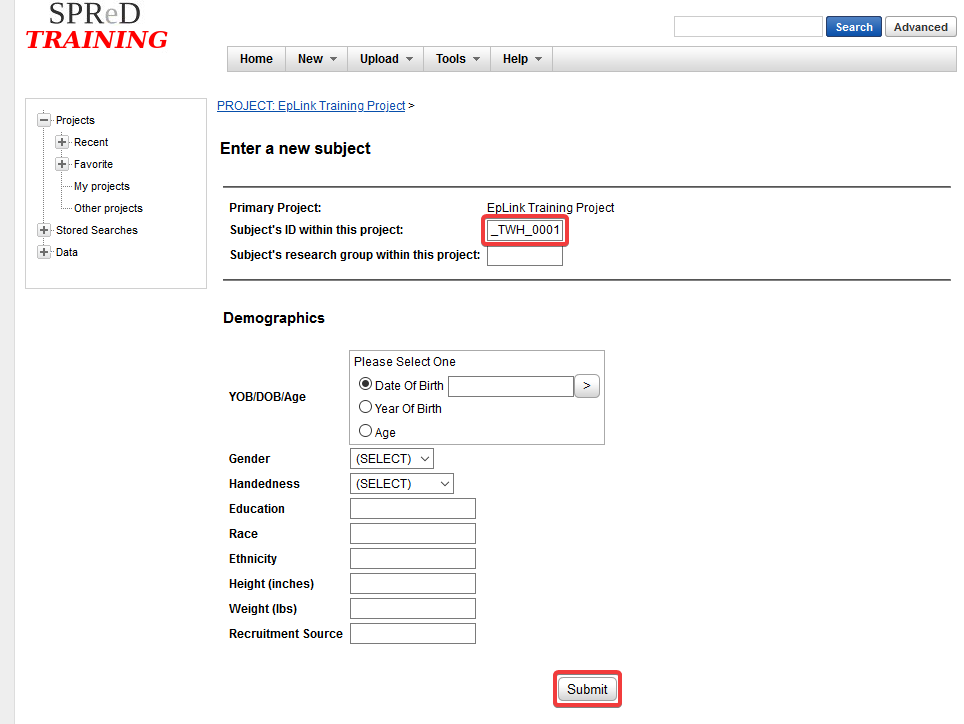 SPReD
TRAINING
Search Advanced
Home New Upload Tools Help
Projects
Recent
Favorite
My projects
Other projects
Stored Searches
Data
PROJECT: EpLink Training Project >
Enter a new subject
Primary Project: EpLink Training Project
Subject's ID within this project: _TWH_0001
Subject's research group within this project:
Demographics
YOB/DOB/Age
Please Select One
Date Of Birth >
Year Of Birth
Age
Gender (SELECT)
Handedness (SELECT)
Education
Race
Ethnicity
Height (inches)
Weight (lbs)
Recruitment Source
Submit